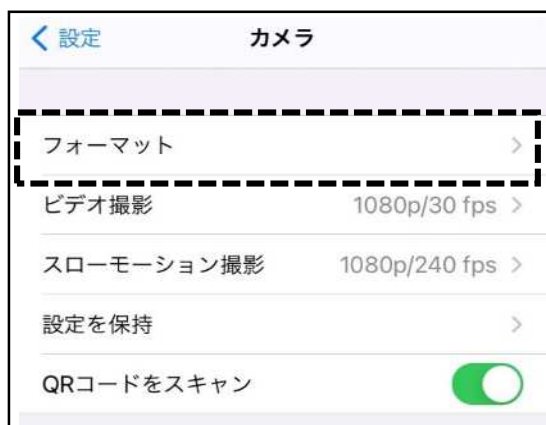 設定 カメラ
フォーマット
ビデオ撮影 1080p/30 fps
スローモーション撮影 1080p/240 fps
設定を保持
QRコードをスキャン